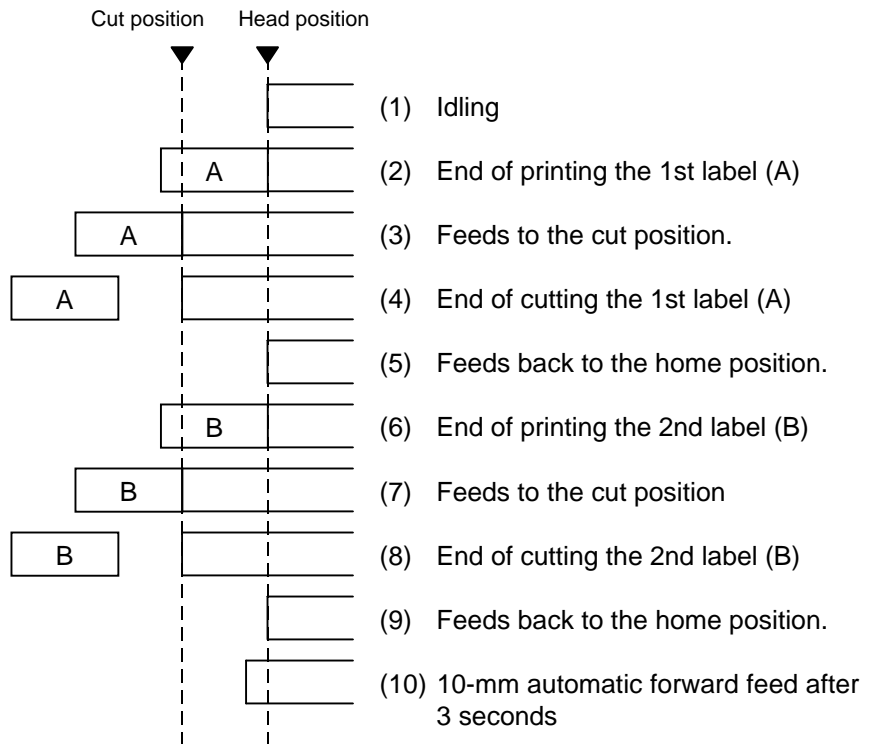 Cut position Head position
(1) Idling
A (2) End of printing the 1st label (A)
A (3) Feeds to the cut position.
A (4) End of cutting the 1st label (A)
(5) Feeds back to the home position.
B (6) End of printing the 2nd label (B)
B (7) Feeds to the cut position
B (8) End of cutting the 2nd label (B)
(9) Feeds back to the home position.
(10) 10-mm automatic forward feed after
3 seconds